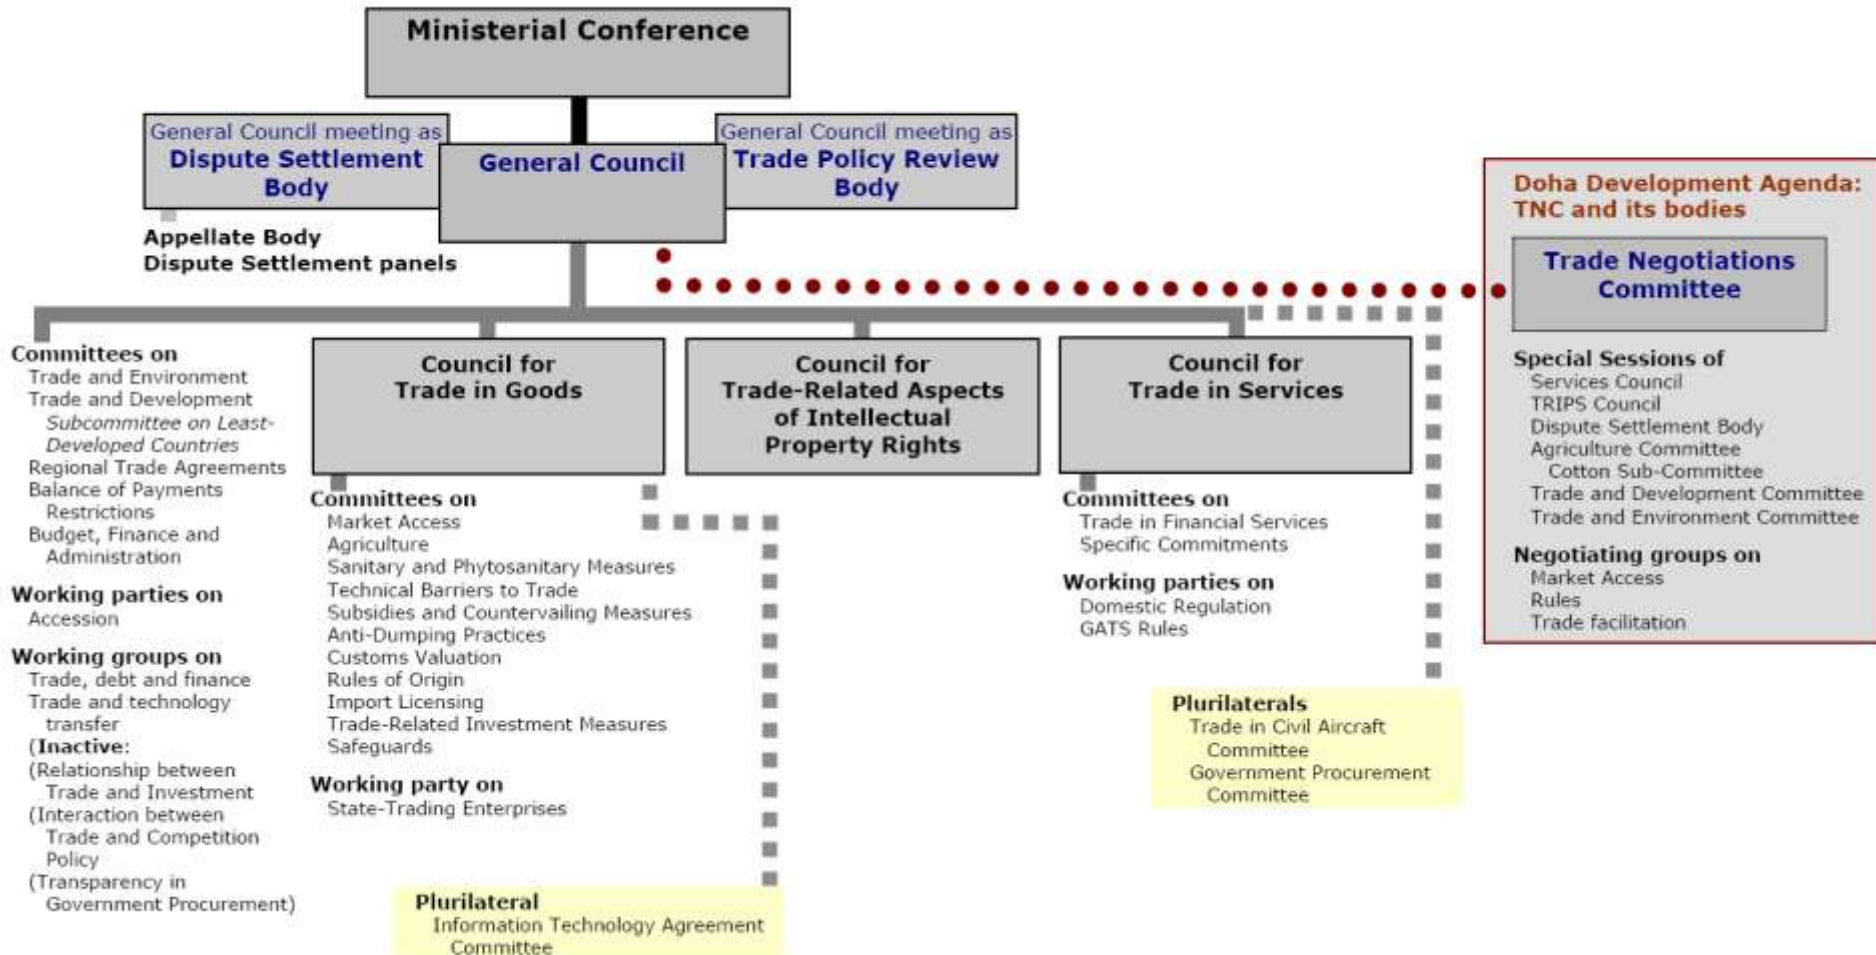 Ministerial Conference
General Council meeting as
Dispute Settlement
Body
General Council
General Council meeting as
Trade Policy Review
Body
Appellate Body
Dispute Settlement panels
Doha Development Agenda:
TNC and its bodies
Trade Negotiations
Committee
Special Sessions of
Services Council
TRIPS Council
Dispute Settlement Body
Agriculture Committee
Cotton Sub-Committee
Trade and Development Committee
Trade and Environment Committee
Negotiating groups on
Market Access
Rules
Trade facilitation
Committees on
Trade and Environment
Trade and Development
Subcommittee on Least-
Developed Countries
Regional Trade Agreements
Balance of Payments
Restrictions
Budget, Finance and
Administration
Working parties on
Accession
Working groups on
Trade, debt and finance
Trade and technology
transfer
(Inactive:
(Relationship between
Trade and Investment
(Interaction between
Trade and Competition
Policy
(Transparency in
Government Procurement)
Council for
Trade in Goods
Committees on
Market Access
Agriculture
Sanitary and Phytosanitary Measures
Technical Barriers to Trade
Subsidies and Countervailing Measures
Anti-Dumping Practices
Customs Valuation
Rules of Origin
Import Licensing
Trade-Related Investment Measures
Safeguards
Working party on
State-Trading Enterprises
Plurilateral
Information Technology Agreement
Committee
Council for
Trade-Related Aspects
of Intellectual
Property Rights
Council for
Trade in Services
Committees on
Trade in Financial Services
Specific Commitments
Working parties on
Domestic Regulation
GATS Rules
Plurilaterals
Trade in Civil Aircraft
Committee
Government Procurement
Committee